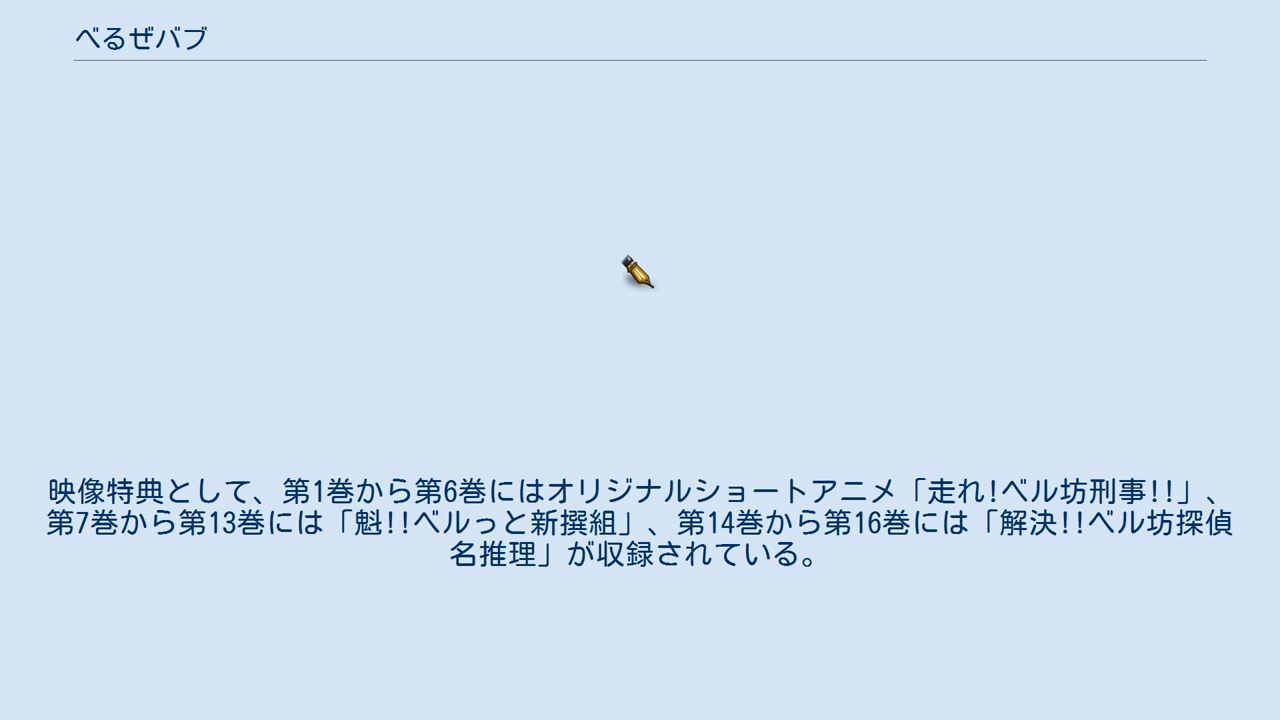 べるぜバブ
映像特典として、第1巻から第6巻にはオリジナルショートアニメ「走れ!ベル坊刑事!!」、
第7巻から第13巻には「魁!!ベルっと新撰組」、第14巻から第16巻には「解決!!ベル坊探偵
名推理」が収録されている。